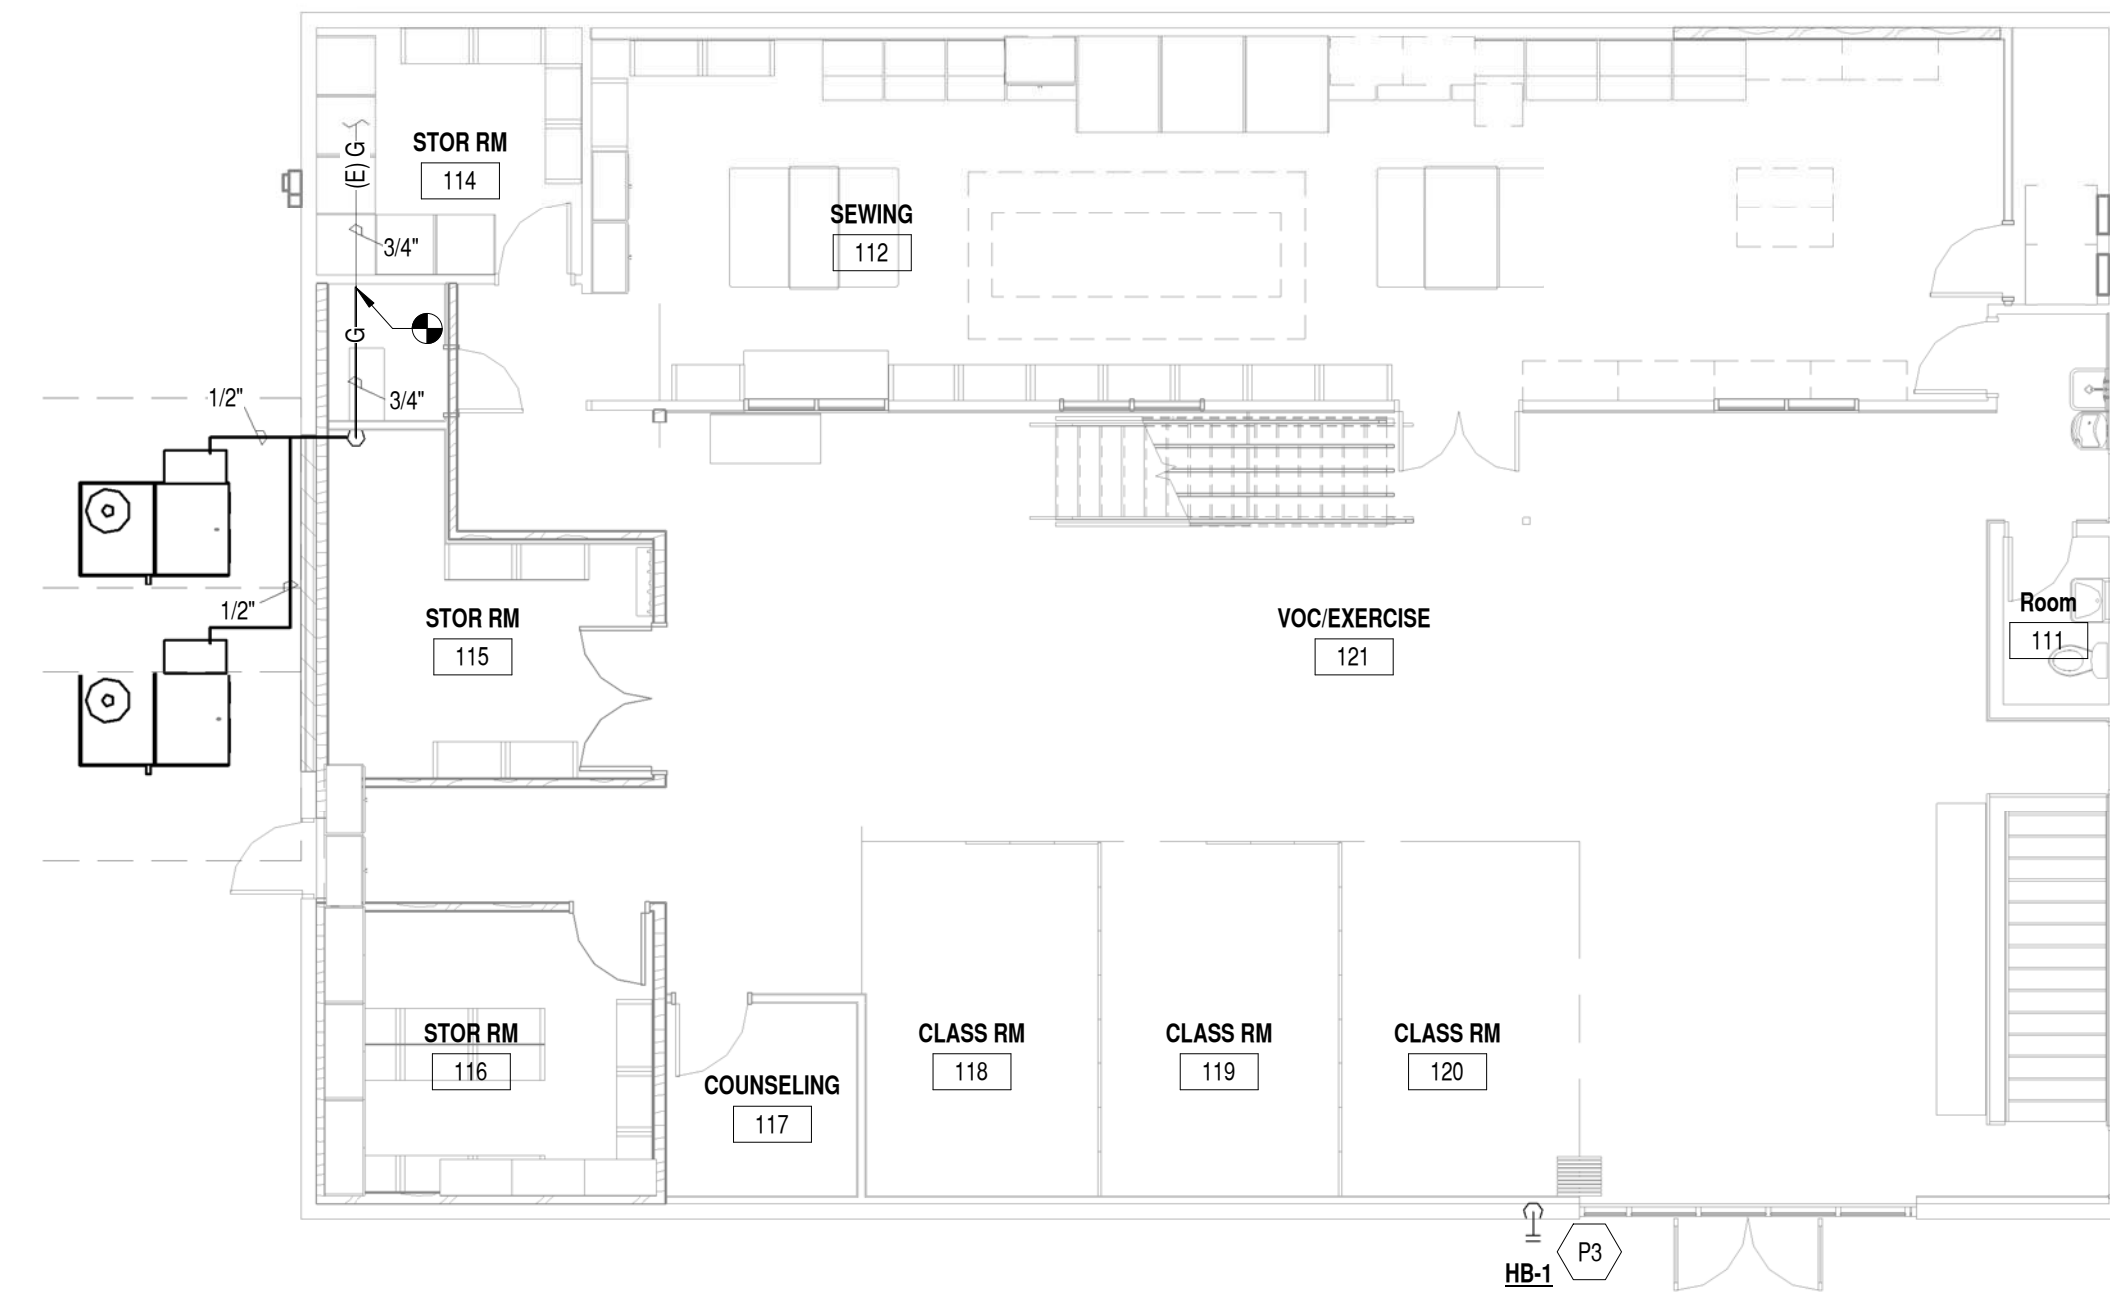 STOR RM
114
(E) G
3/4"
SEWING
112
G
3/4"
1/2"
1/2"
STOR RM
115
VOC/EXERCISE
121
Room
111
STOR RM
116
COUNSELING
117
CLASS RM
118
CLASS RM
119
CLASS RM
120
P3
HB-1